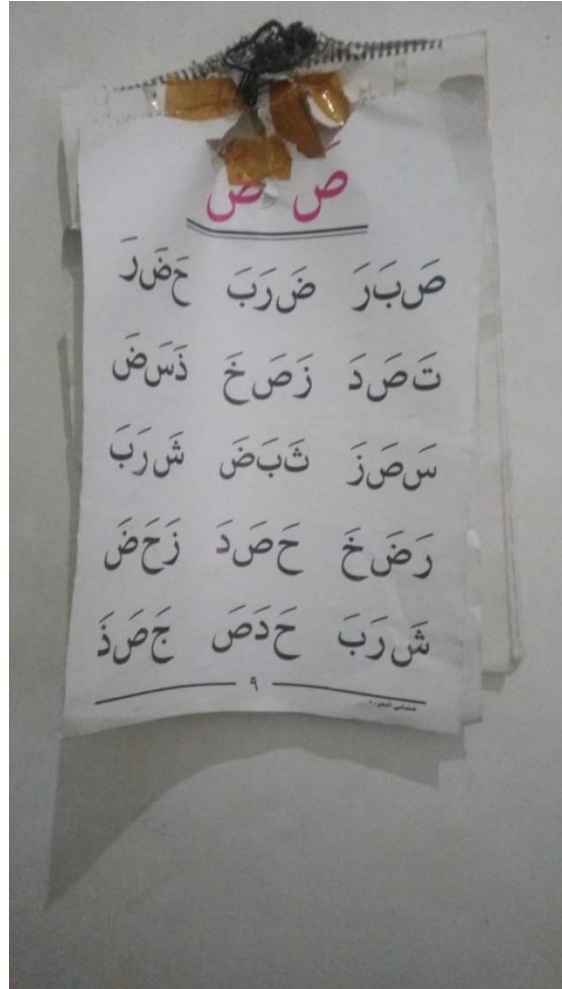 صَ ضَ
صَبَرَ ضَرَبَ حَضَرَ
تَصَدَ زَصَخَ ذَسَضَ
سَصَزَ ثَبَضَ شَرَبَ
رَضَخَ حَصَدَ زَحَضَ
شَرَبَ حَدَصَ جَصَذَ
٩